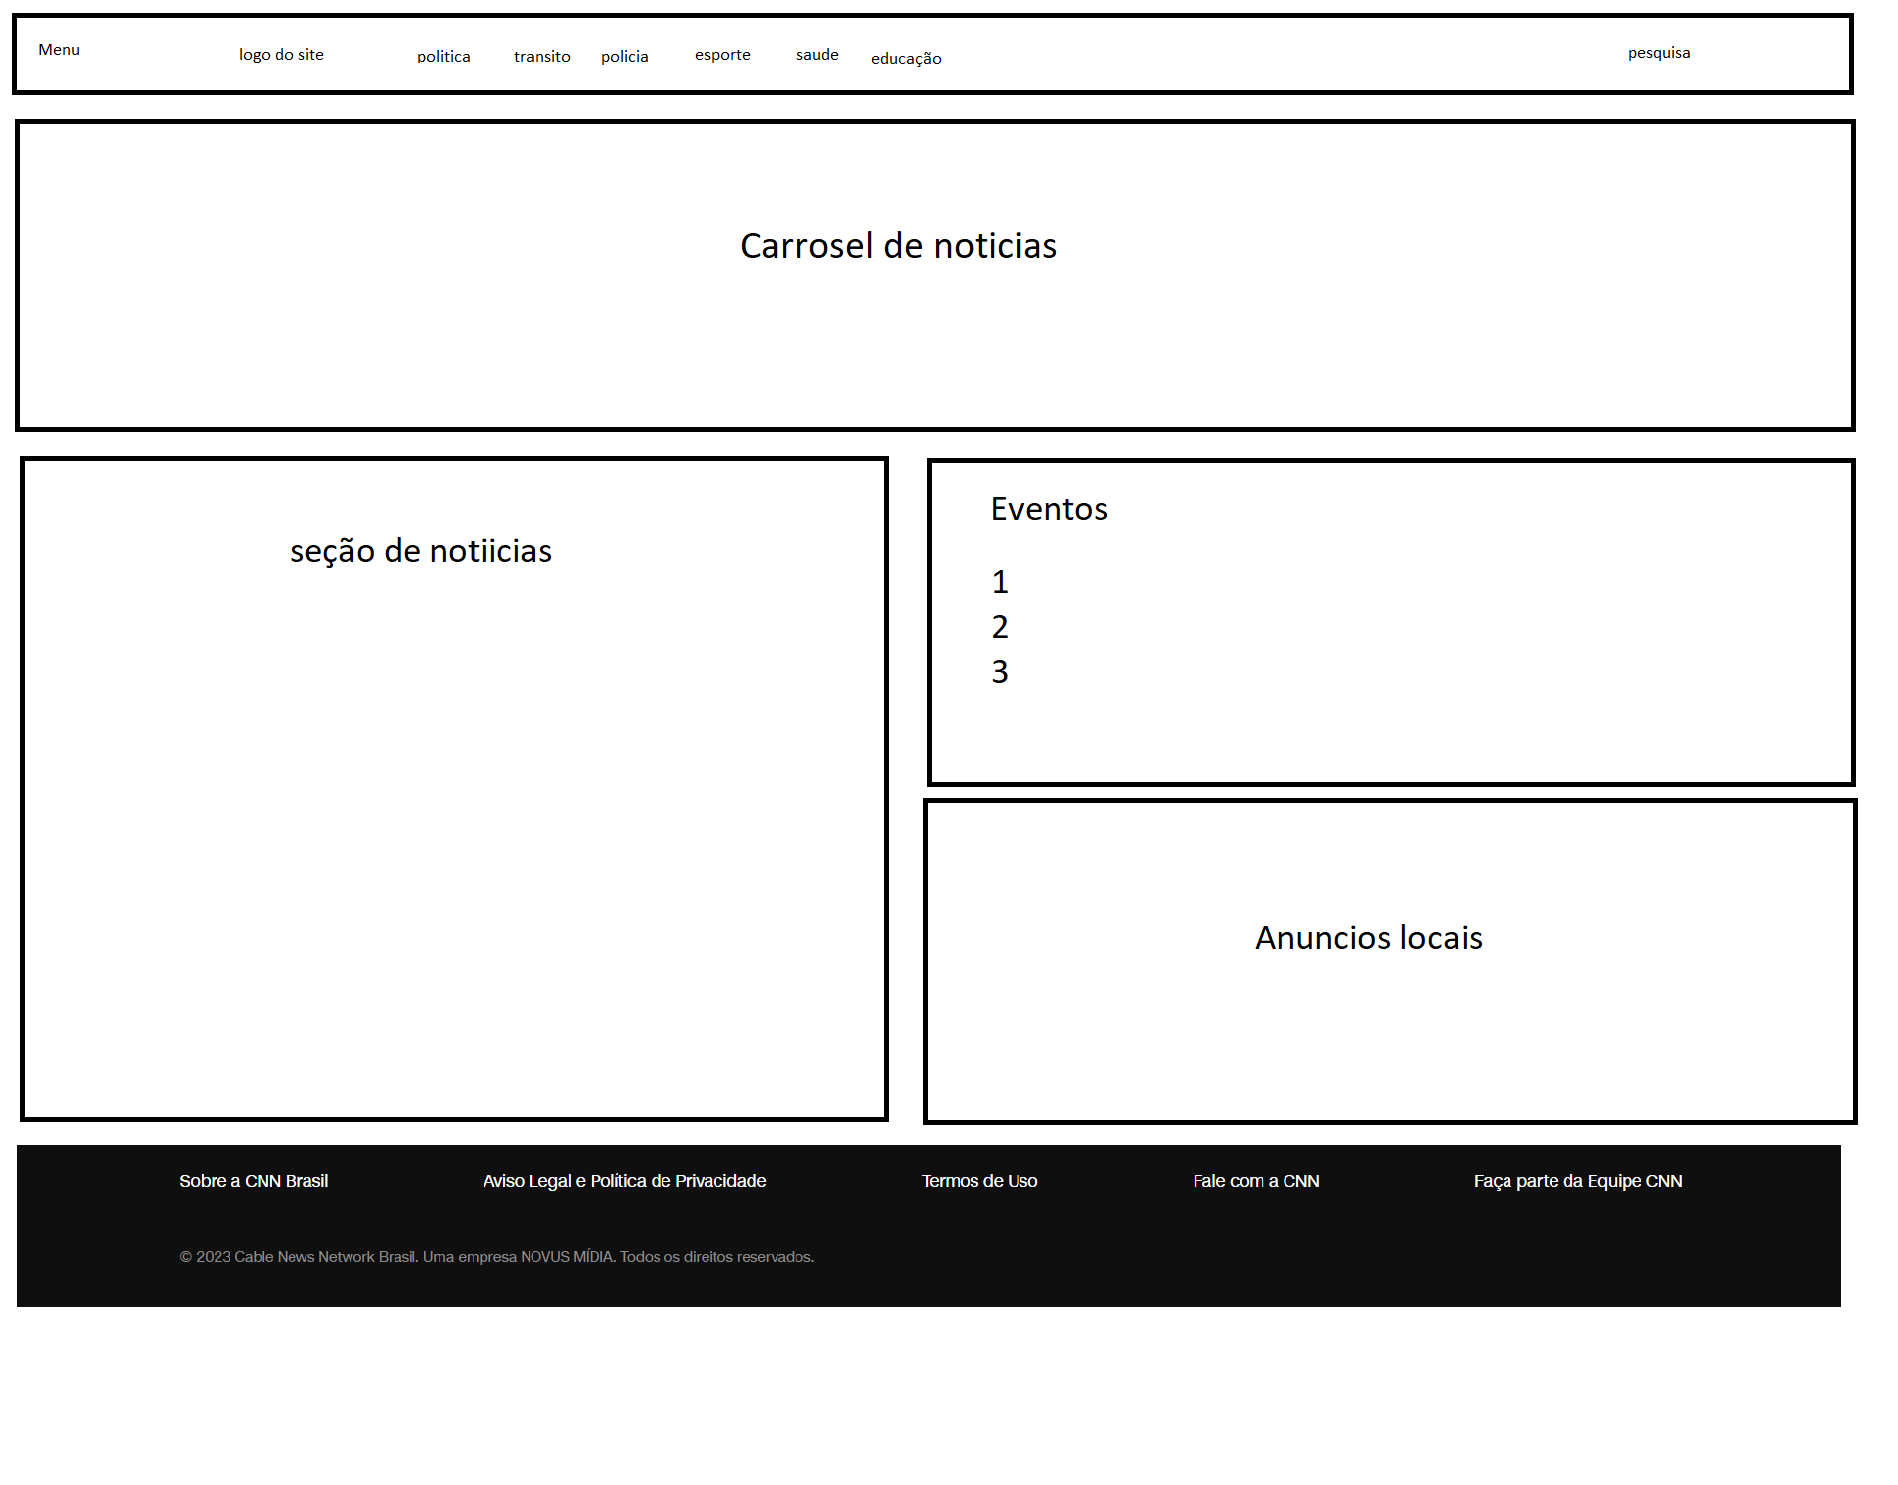 Menu logo do site politica transito policia esporte saude educação pesquisa
Carrosel de noticias
seção de notiicias
Eventos
1
2
3
Anuncios locais
Sobre a CNN Brasil Aviso Legal e Política de Privacidade Termos de Uso Fale com a CNN Faça parte da Equipe CNN
© 2023 Cable News Network Brasil. Uma empresa NOVUS MÍDIA. Todos os direitos reservados.